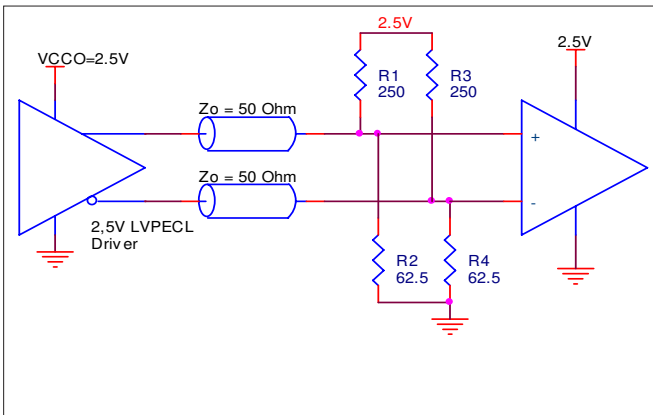 2.5V
VCCO=2.5V
2.5V
R1
250
R3
250
Zo = 50 Ohm
+
Zo = 50 Ohm
-
2,5V LVPECL
Driver
R2
62.5
R4
62.5